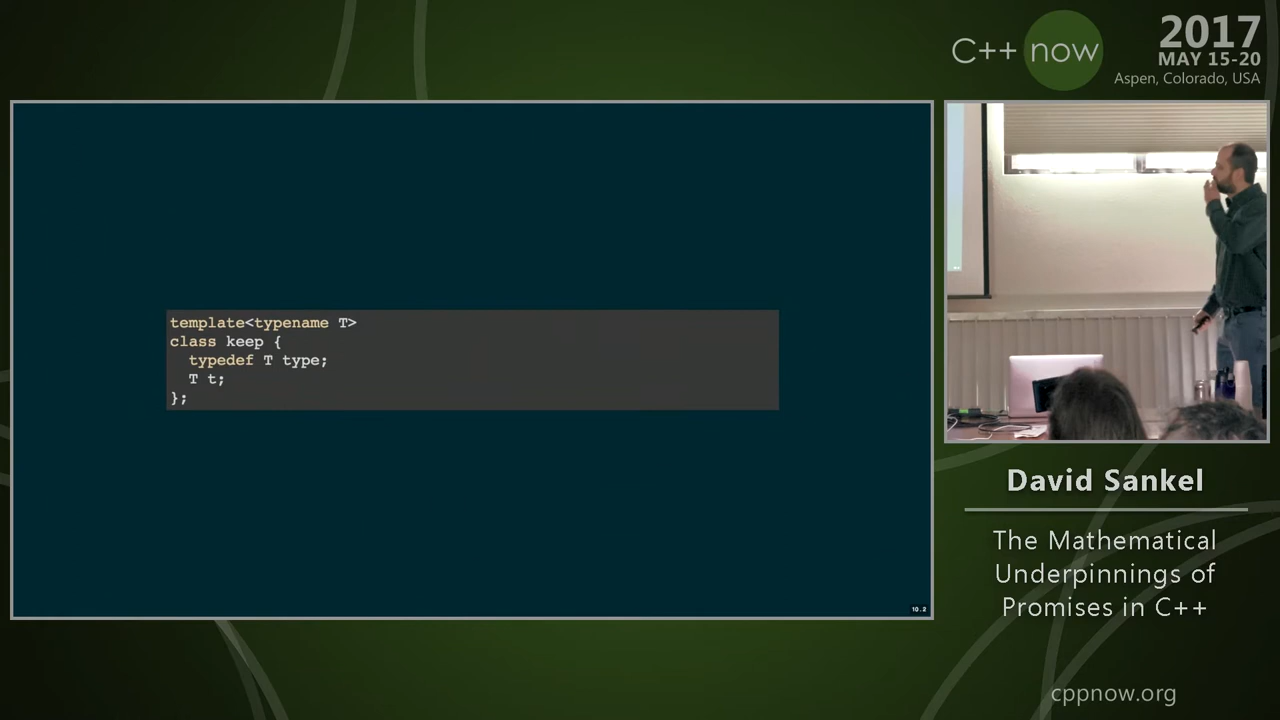 C++ now
2017
MAY 15-20
Aspen, Colorado, USA
template<typename T>
class keep {
  typedef T type;
  T t;
};
10.2
David Sankel
The Mathematical
Underpinnings of
Promises in C++
cppnow.org